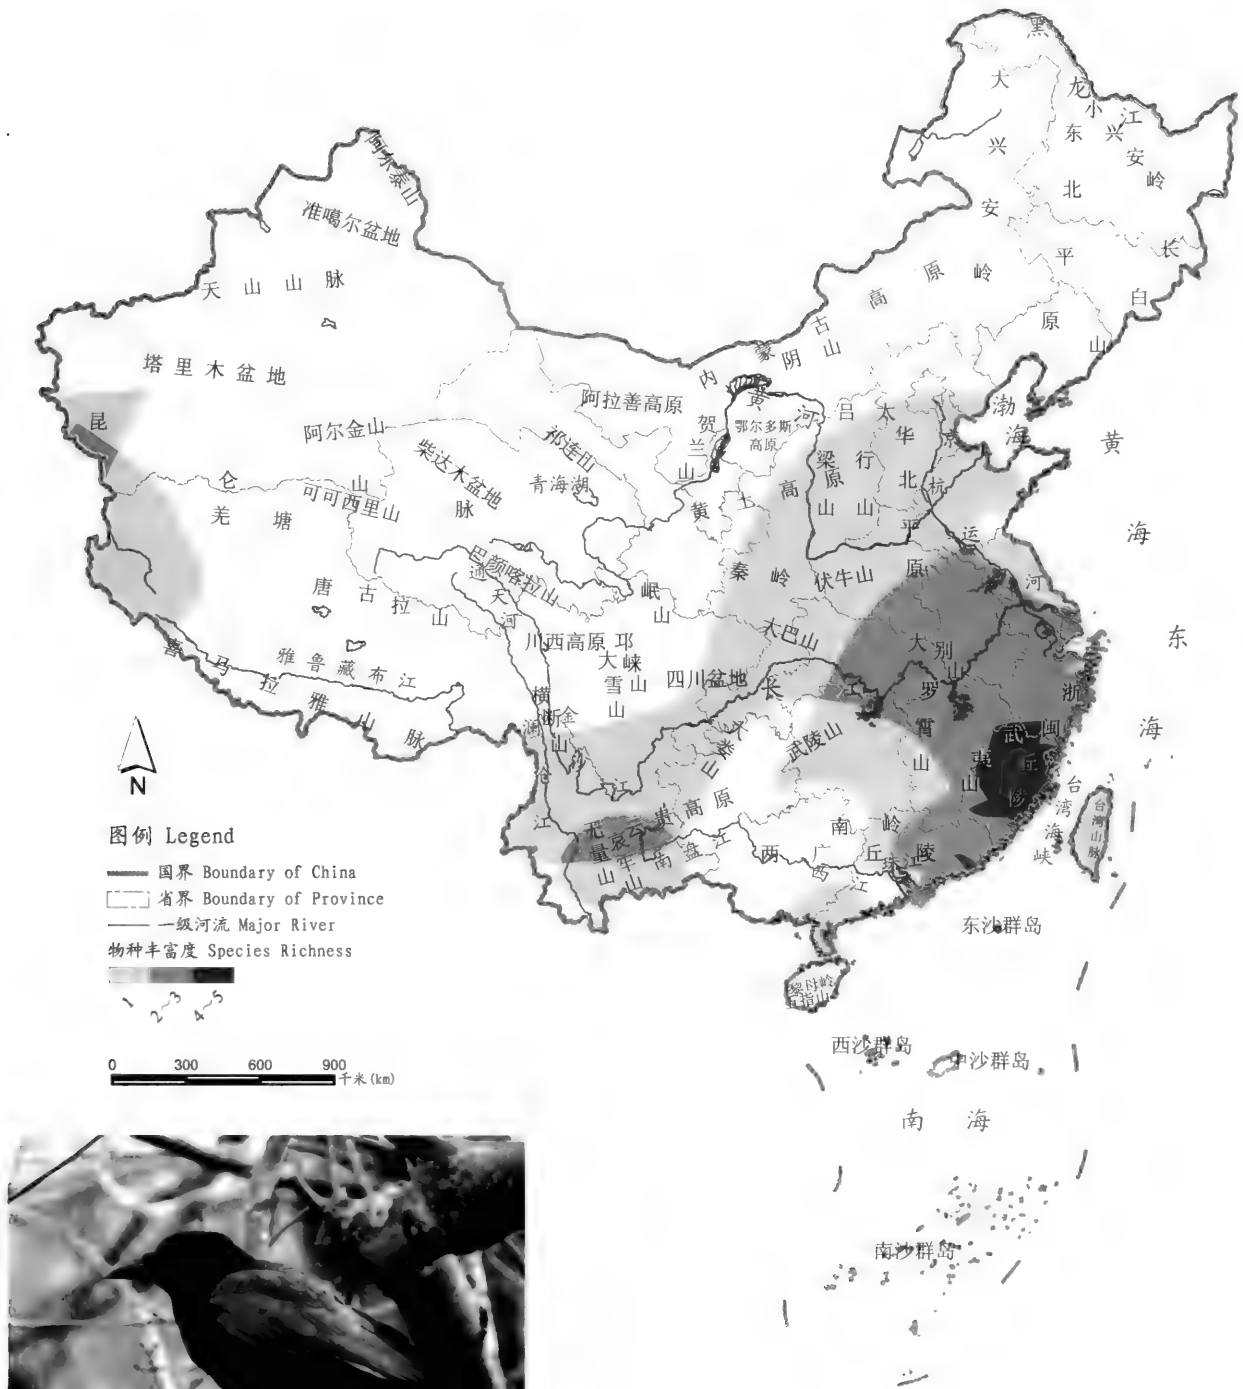 黑龙江
大兴安岭
小兴安岭
东北平原
长白山
阿尔泰山
准噶尔盆地
天山山脉
塔里木盆地
内蒙古高原
阴山
阿拉善高原
贺兰山
鄂尔多斯
高原
黄河
吕梁山
太行山
华北平原
京杭运河
渤海
黄海
昆仑山脉
阿尔金山
祁连山
柴达木盆地
青海湖
可可西里山
羌塘
黄土高原
秦岭
伏牛山
巴颜喀拉山
通天河
岷山
唐古拉山
大巴山
大别山
川西高原
邛崃山
大雪山
四川盆地
长江
喜马拉雅山脉
雅鲁藏布江
横断山
澜沧江
金沙江
大娄山
武陵山
罗霄山
武夷山
浙闽丘陵
东海
台湾海峡
台湾山脉
无量山
哀牢山
云贵高原
南盘江
南岭
两广丘陵
珠江
西江
东沙群岛
黎母岭
五指山
西沙群岛
中沙群岛
南海
南沙群岛
N
图例 Legend
国界 Boundary of China
省界 Boundary of Province
一级河流 Major River
物种丰富度 Species Richness
1 2~3 4~5
0 300 600 900
千米(km)